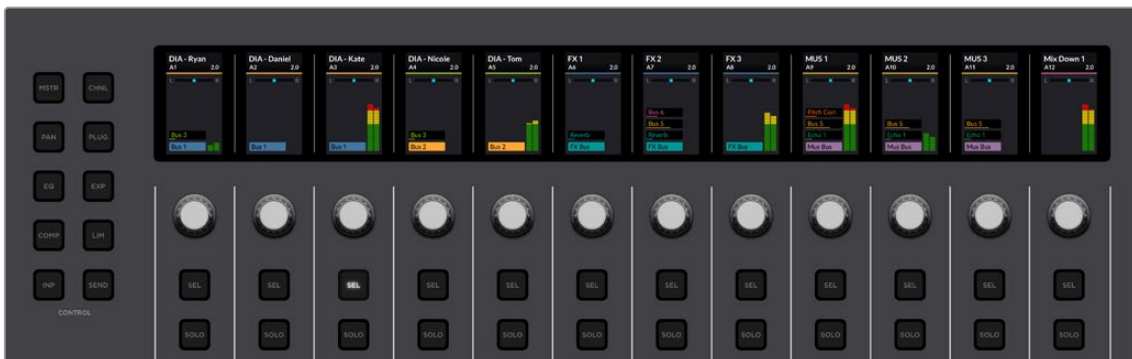 DIA - Ryan DIA - Daniel DIA - Kate DIA - Nicole DIA - Tom FX 1 FX 2 FX 3 MUS 1 MUS 2 MUS 3 Mix Down 1
A1 2.0 A2 2.0 A3 2.0 A4 2.0 A5 2.0 A6 2.0 A7 2.0 A8 2.0 A9 2.0 A10 2.0 A11 2.0 A12 2.0
L R L R L R L R L R L R L R L R L R L R L R L R
Bus 6 Pitch Corr
Bus 5 Bus 5 Bus 5 Bus 5
Bus 3 Bus 3 Reverb Reverb Echo 1 Echo 1 Echo 1
Bus 1 Bus 1 Bus 1 Bus 2 Bus 2 FX Bus FX Bus FX Bus Mus Bus Mus Bus Mus Bus
MSTR CHNL
PAN PLUG
EQ EXP
COMP LIM
INP SEND
CONTROL
SEL SEL SEL SEL SEL SEL SEL SEL SEL SEL SEL SEL
SOLO SOLO SOLO SOLO SOLO SOLO SOLO SOLO SOLO SOLO SOLO SOLO